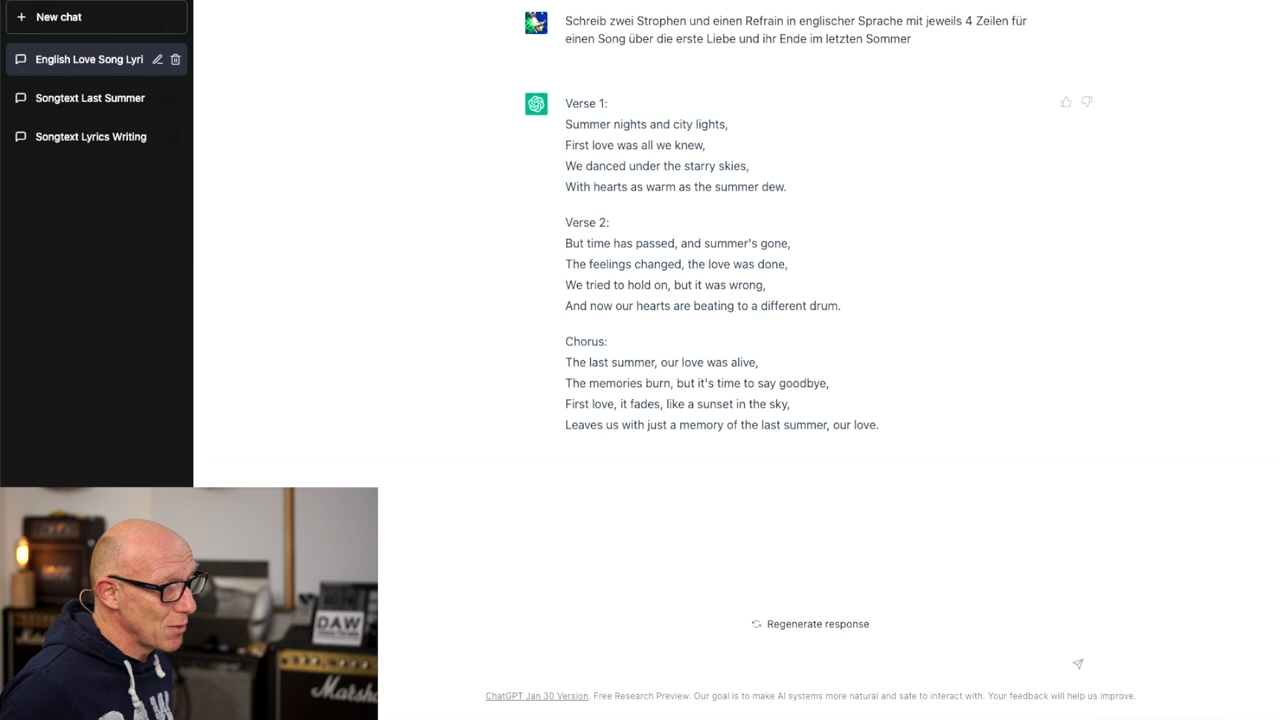 New chat
English Love Song Lyri
Songtext Last Summer
Songtext Lyrics Writing
Schreib zwei Strophen und einen Refrain in englischer Sprache mit jeweils 4 Zeilen für
einen Song über die erste Liebe und ihr Ende im letzten Sommer
Verse 1:
Summer nights and city lights,
First love was all we knew,
We danced under the starry skies,
With hearts as warm as the summer dew.
Verse 2:
But time has passed, and summer's gone,
The feelings changed, the love was done,
We tried to hold on, but it was wrong,
And now our hearts are beating to a different drum.
Chorus:
The last summer, our love was alive,
The memories burn, but it's time to say goodbye,
First love, it fades, like a sunset in the sky,
Leaves us with just a memory of the last summer, our love.
Regenerate response
ChatGPT Jan 30 Version. Free Research Preview. Our goal is to make AI systems more natural and safe to interact with. Your feedback will help us improve.
DAW
Marshall